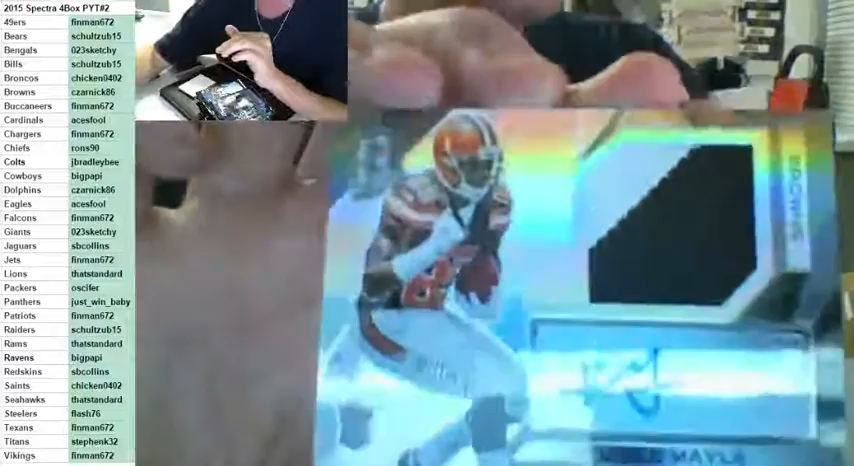 2015 Spectra 4Box PYT#2
49ers finman672
Bears schultzub15
Bengals 023sketchy
Bills schultzub15
Broncos chicken0402
Browns czarnick86
Buccaneers finman672
Cardinals acesfool
Chargers finman672
Chiefs rons90
Colts jbradleybee
Cowboys bigpapi
Dolphins czarnick86
Eagles acesfool
Falcons finman672
Giants 023sketchy
Jaguars sbcollins
Jets finman672
Lions thatstandard
Packers oscifer
Panthers just_win_baby
Patriots finman672
Raiders schultzub15
Rams thatstandard
Ravens bigpapi
Redskins sbcollins
Saints chicken0402
Seahawks thatstandard
Steelers flash76
Texans finman672
Titans stephenk32
Vikings finman672
BROWNS
MAYLE